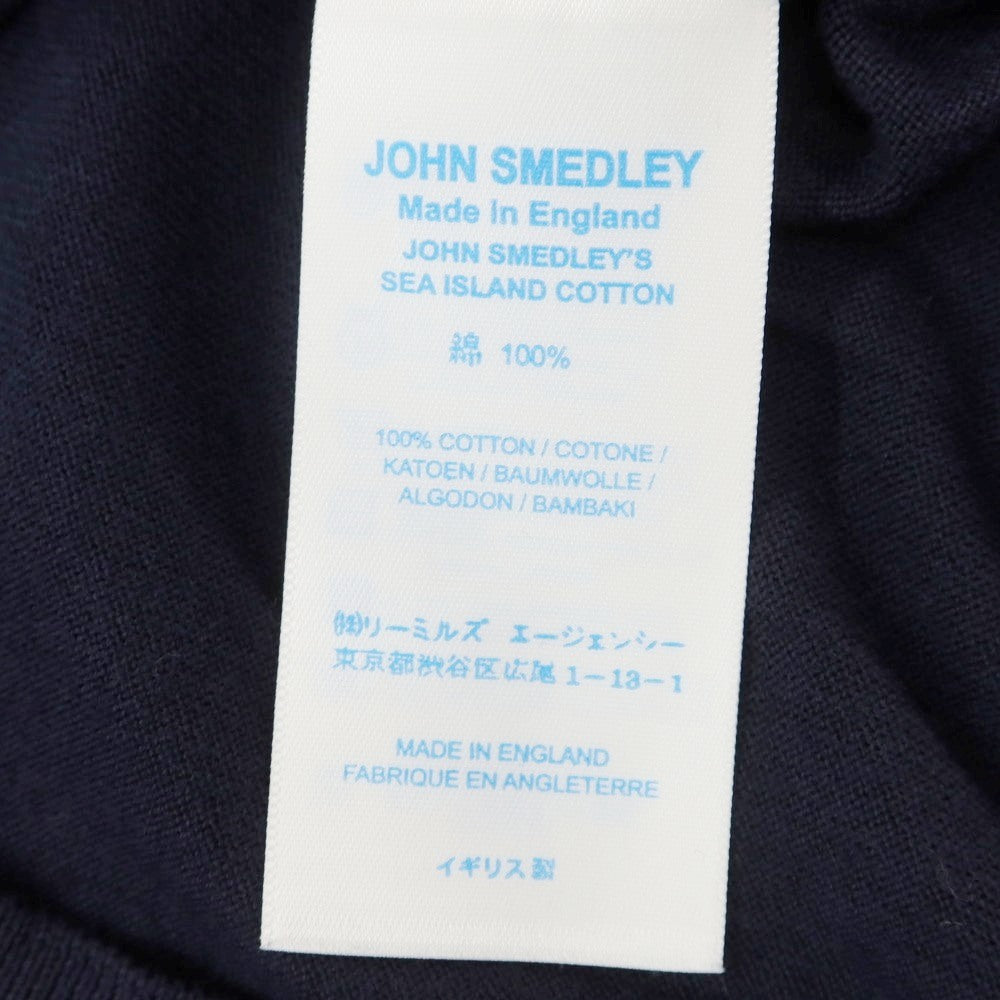 JOHN SMEDLEY
Made In England
JOHN SMEDLEY'S
SEA ISLAND COTTON
綿 100%
100% COTTON / COTONE /
KATOEN / BAUMWOLLE /
ALGODON / BAMBAKI
㈱リーミルズ エージェンシー
東京都渋谷区広尾1－13－1
MADE IN ENGLAND
FABRIQUE EN ANGLETERRE
イギリス製